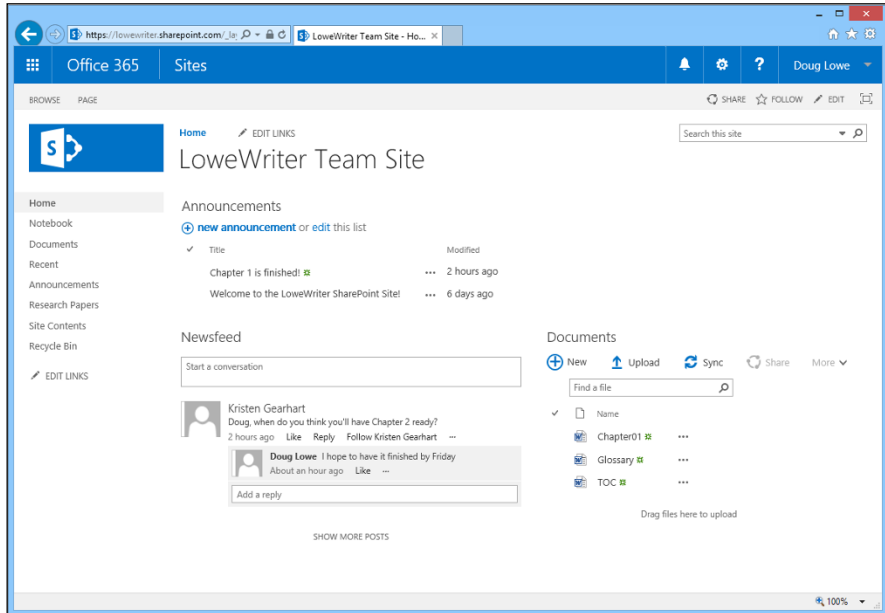 https://lowewriter.sharepoint.com/_la
LoweWriter Team Site - Ho...
Office 365
Sites
?
Doug Lowe
BROWSE
PAGE
SHARE
FOLLOW
EDIT
S
Home
EDIT LINKS
Search this site
LoweWriter Team Site
Home
Notebook
Documents
Recent
Announcements
Research Papers
Site Contents
Recycle Bin
EDIT LINKS
Announcements
new announcement or edit this list
Title
Modified
Chapter 1 is finished!
... 2 hours ago
Welcome to the LoweWriter SharePoint Site!
... 6 days ago
Newsfeed
Start a conversation
Kristen Gearhart
Doug, when do you think you'll have Chapter 2 ready?
2 hours ago Like Reply Follow Kristen Gearhart ...
Doug Lowe I hope to have it finished by Friday
About an hour ago Like ...
Add a reply
SHOW MORE POSTS
Documents
New
Upload
Sync
Share
More
Find a file
Name
Chapter01 ...
Glossary ...
TOC ...
Drag files here to upload
100%